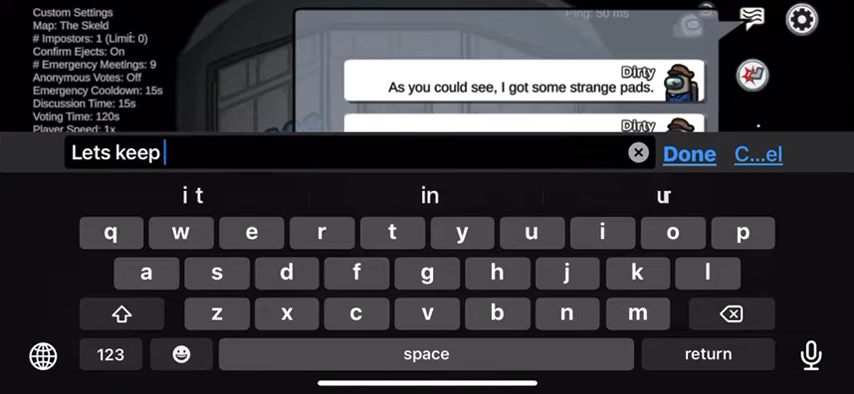 Custom Settings
Map: The Skeld
# Impostors: 1 (Limit: 0)
Confirm Ejects: On
# Emergency Meetings: 9
Anonymous Votes: Off
Emergency Cooldown: 15s
Discussion Time: 15s
Voting Time: 120s
Player Speed: 1x
Ping: 50 ms
Dirty
As you could see, I got some strange pads.
Dirty
Lets keep
Done C...el
i t in ur
q w e r t y u i o p
a s d f g h j k l
z x c v b n m
123 space return